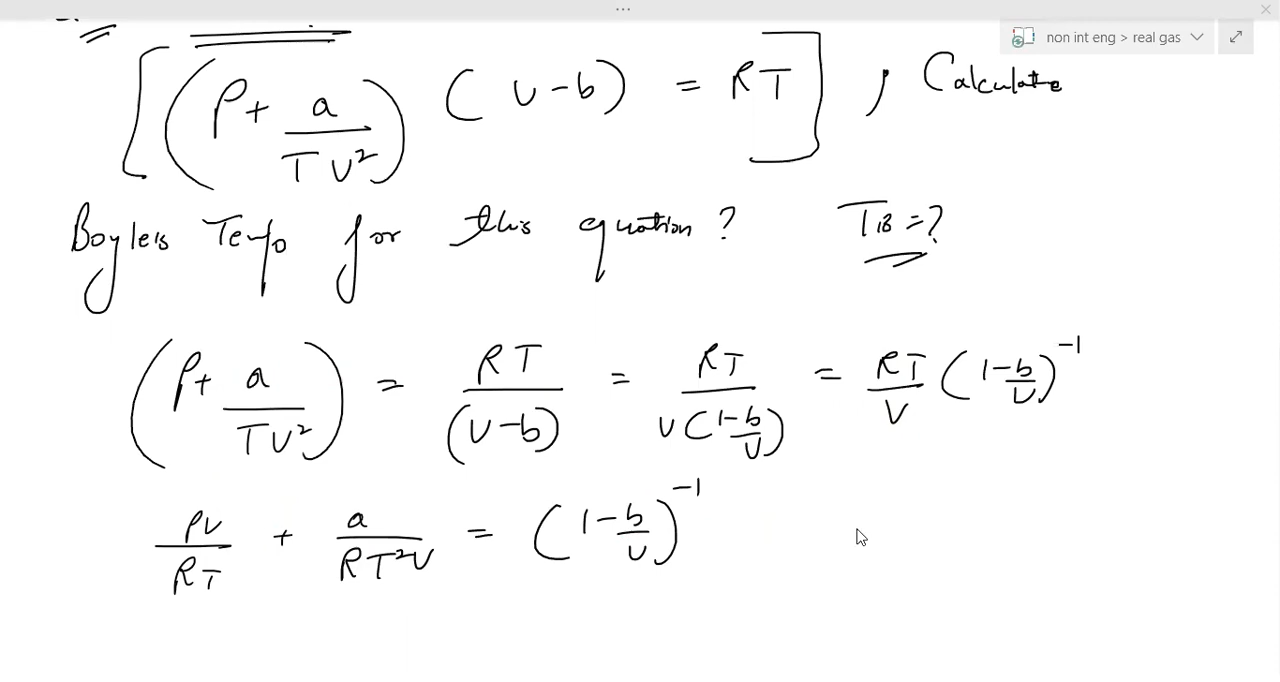 ...
non int eng > real gas
[(P + a/TV²) (V-b) = RT] , Calculate
Boyle's Temp for this equation? T_B = ?
(P + a/TV²) = RT/(V-b) = RT/V(1-b/V) = RT/V (1-b/V)⁻¹
PV/RT + a/RT²V = (1-b/V)⁻¹